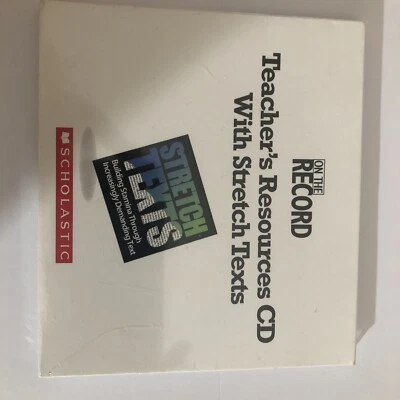 ON THE
RECORD
Teacher's Resources CD
With Stretch Texts
STRETCH
TEXTS
Building Stamina Through
Increasingly Demanding Text
SCHOLASTIC